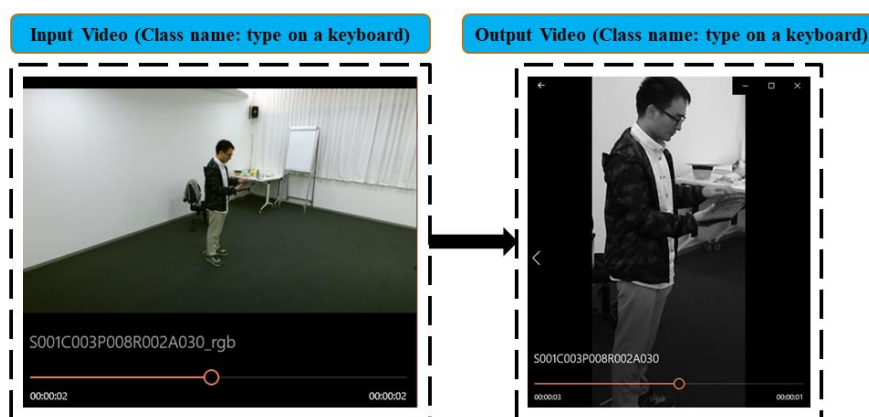 Input Video (Class name: type on a keyboard)
Output Video (Class name: type on a keyboard)
S001C003P008R002A030_rgb
00:00:02
00:00:02
S001C003P008R002A030
00:00:03
00:00:01